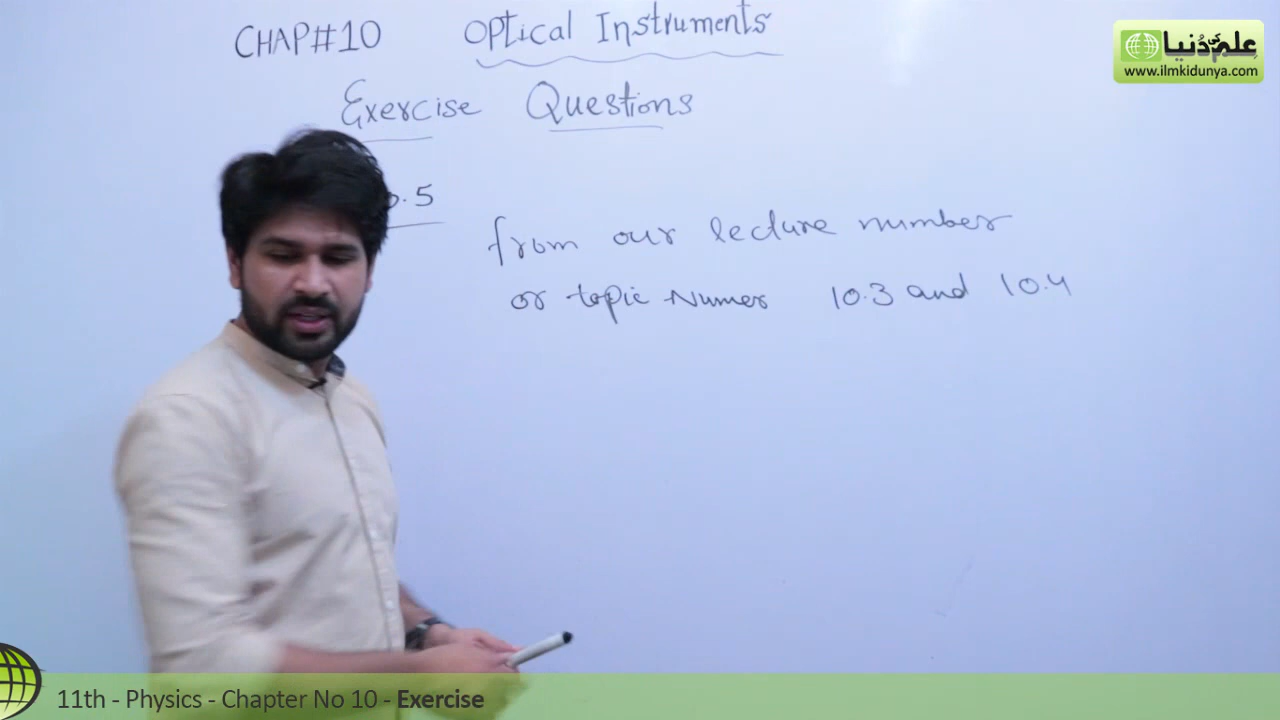 CHAP#10 Optical Instruments
Exercise Questions
.5
from our lecture number
or topic Numer 10.3 and 10.4
علم کی دنیا
www.ilmkidunya.com
11th - Physics - Chapter No 10 - Exercise